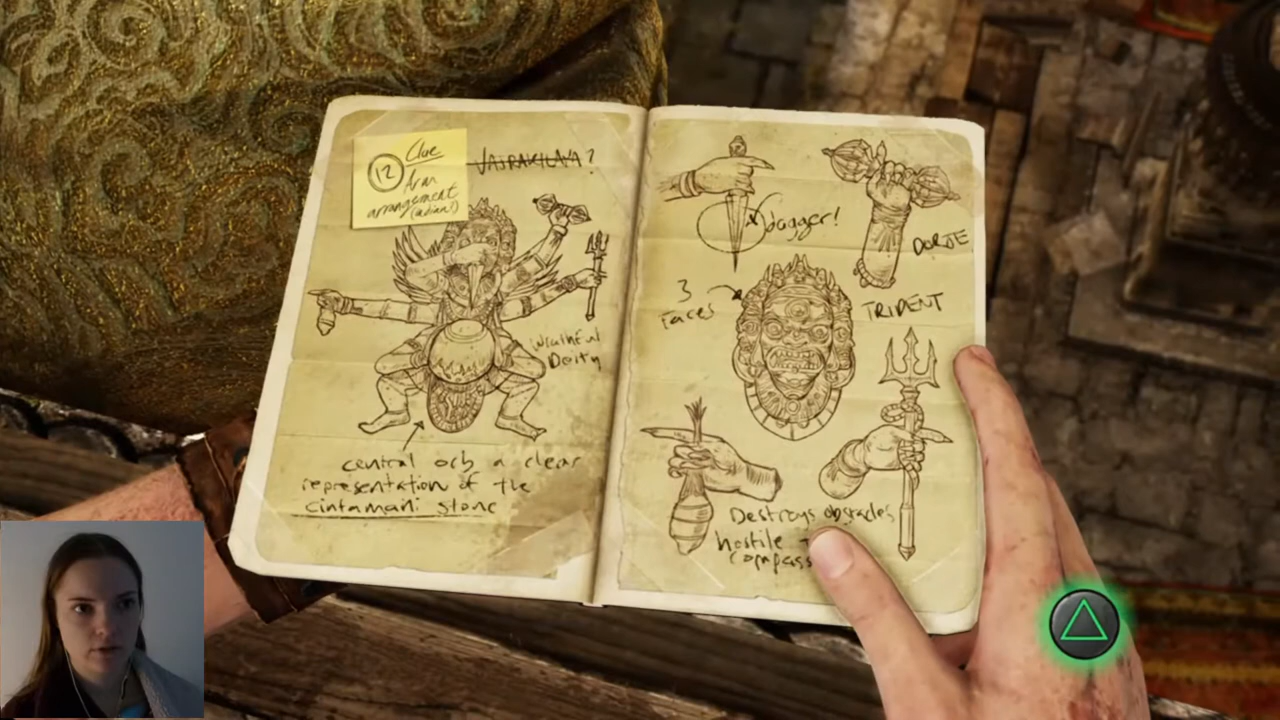 12
Clue
Arm
arrangement
VAJRAKILAYA?
Wrathful
Deity
central orb a clear
representation of the
cintamani stone
dagger!
DORJE
3
faces
TRIDENT
Destroys obstacles
hostile
compass